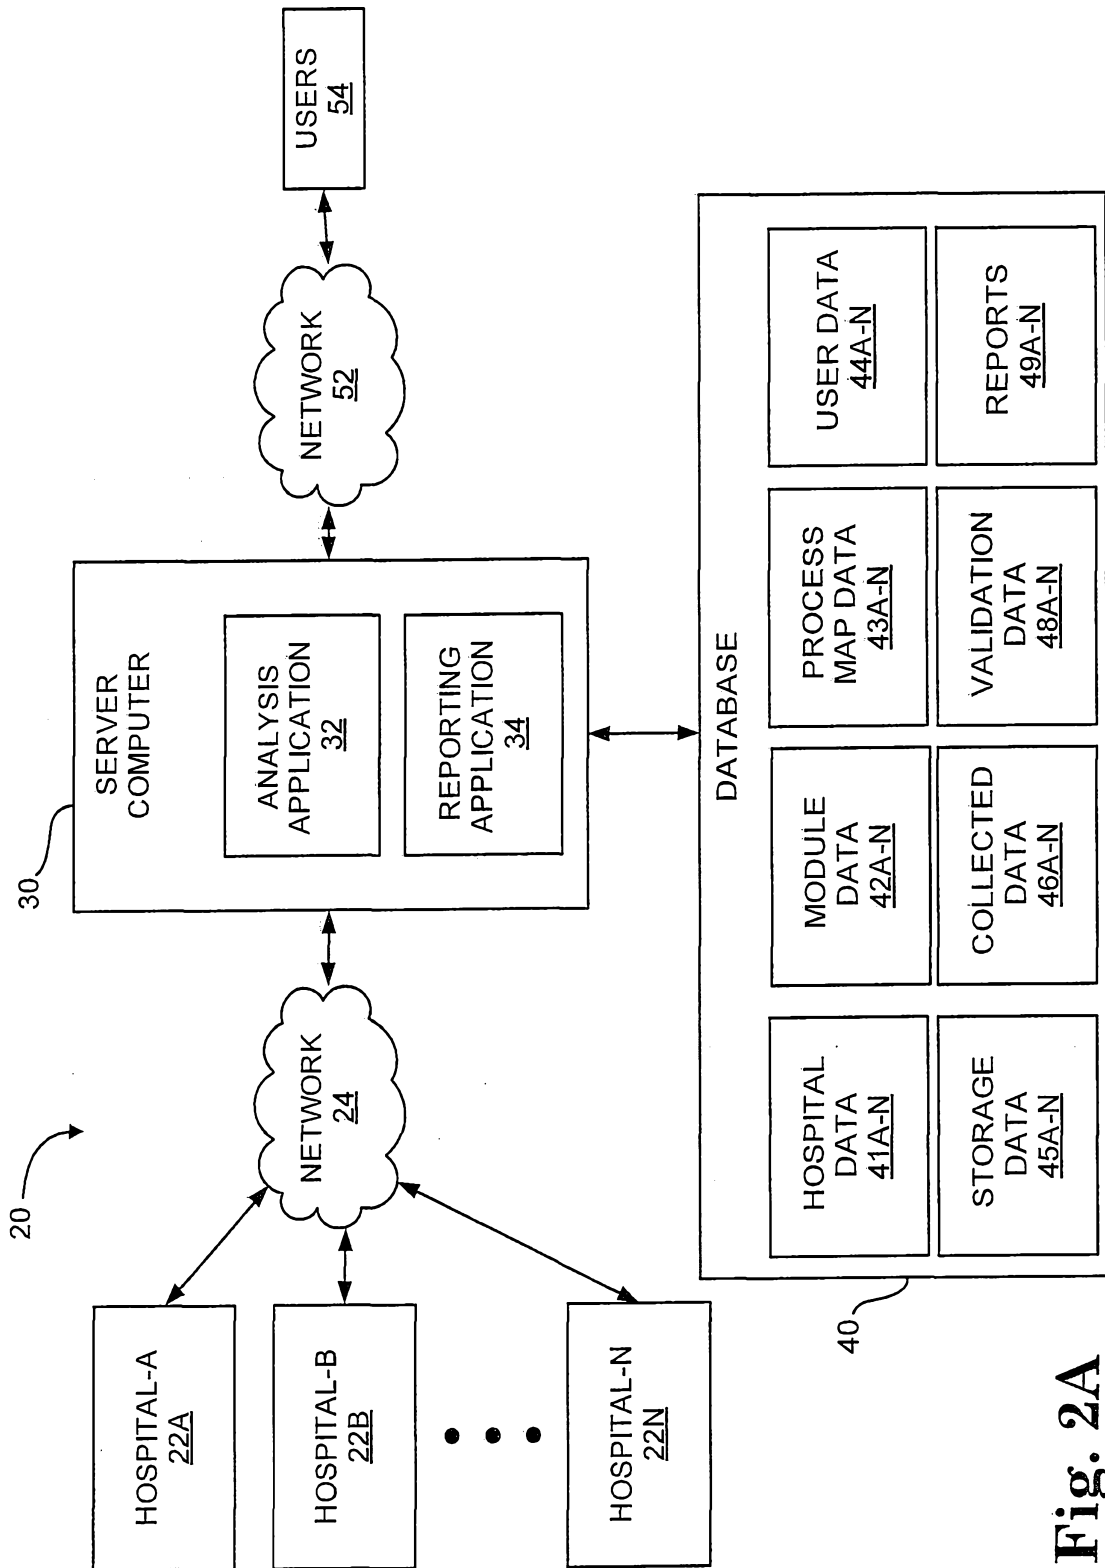 20
HOSPITAL-A
22A
HOSPITAL-B
22B
HOSPITAL-N
22N
NETWORK
24
30
SERVER
COMPUTER
ANALYSIS
APPLICATION
32
REPORTING
APPLICATION
34
NETWORK
52
USERS
54
40
DATABASE
HOSPITAL
DATA
41A-N
MODULE
DATA
42A-N
PROCESS
MAP DATA
43A-N
USER DATA
44A-N
STORAGE
DATA
45A-N
COLLECTED
DATA
46A-N
VALIDATION
DATA
48A-N
REPORTS
49A-N
Fig. 2A